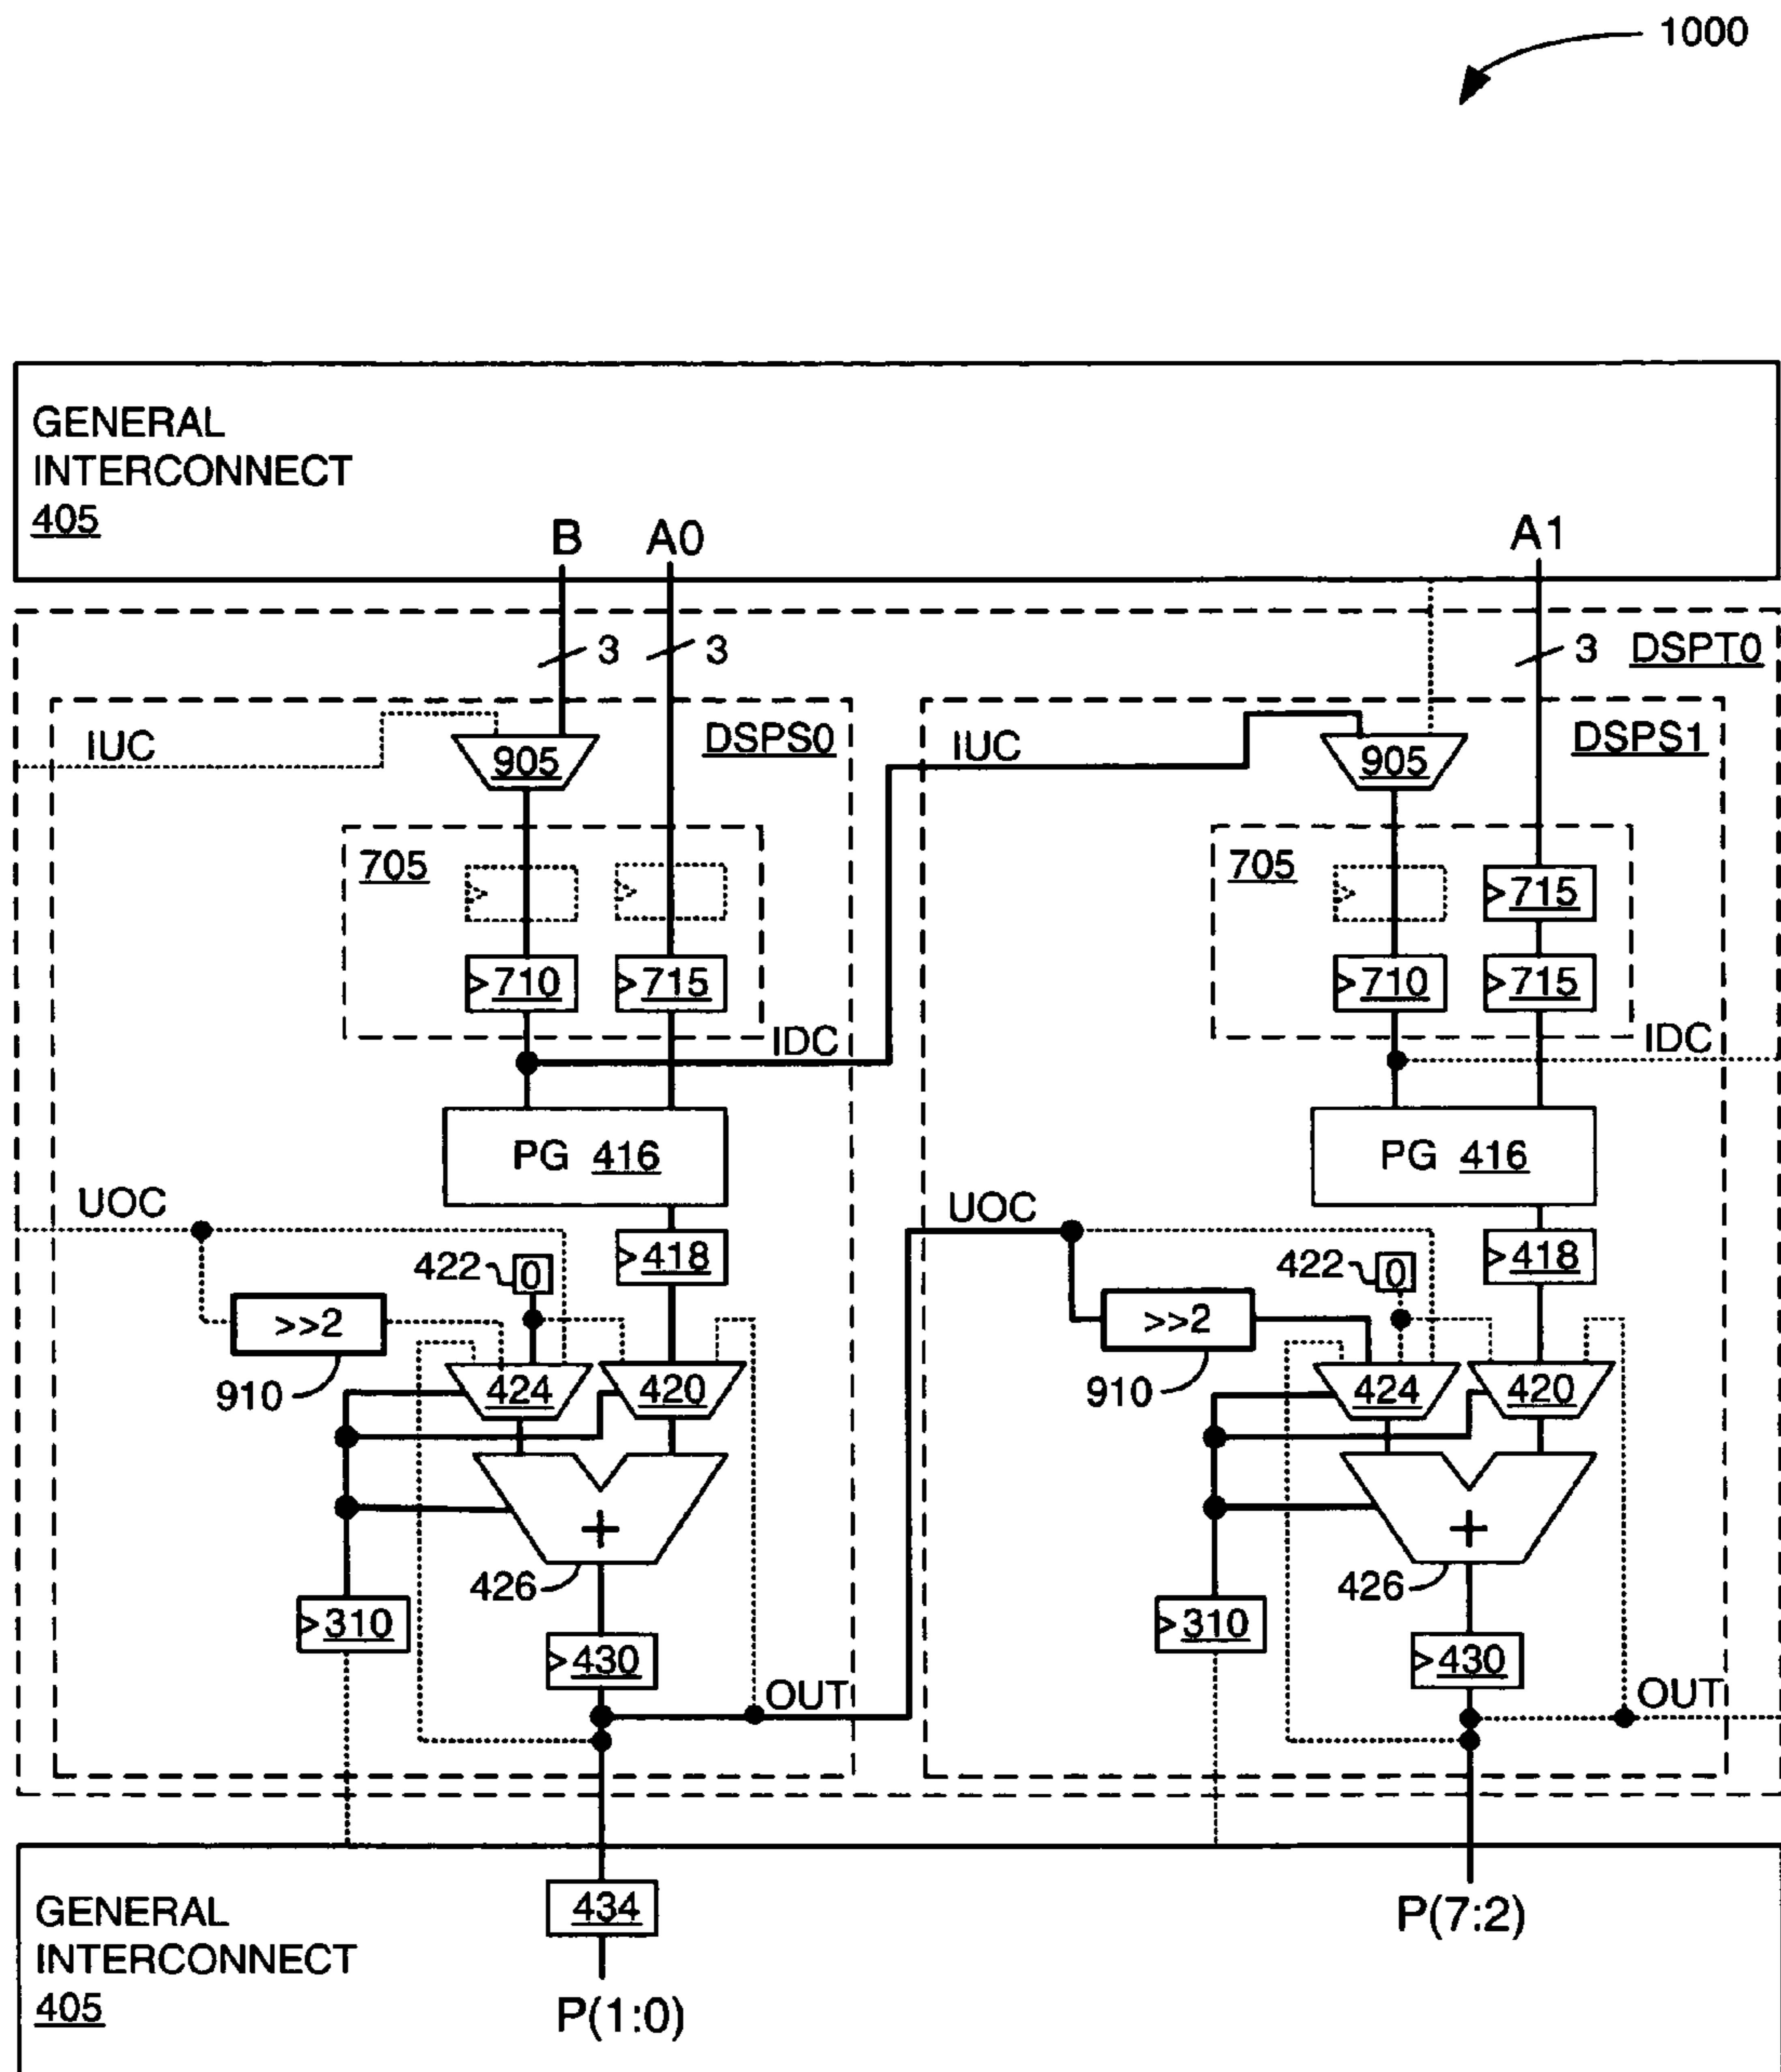 1000
GENERAL
INTERCONNECT
405
B
A0
A1
3
3
3
DSPT0
IUC
905
DSPS0
IUC
905
DSPS1
705
705
715
710
715
710
715
IDC
IDC
PG 416
PG 416
UOC
UOC
418
418
422
0
422
0
>>2
>>2
910
424
420
910
424
420
+
+
426
426
310
310
430
430
OUT
OUT
434
GENERAL
INTERCONNECT
405
P(1:0)
P(7:2)